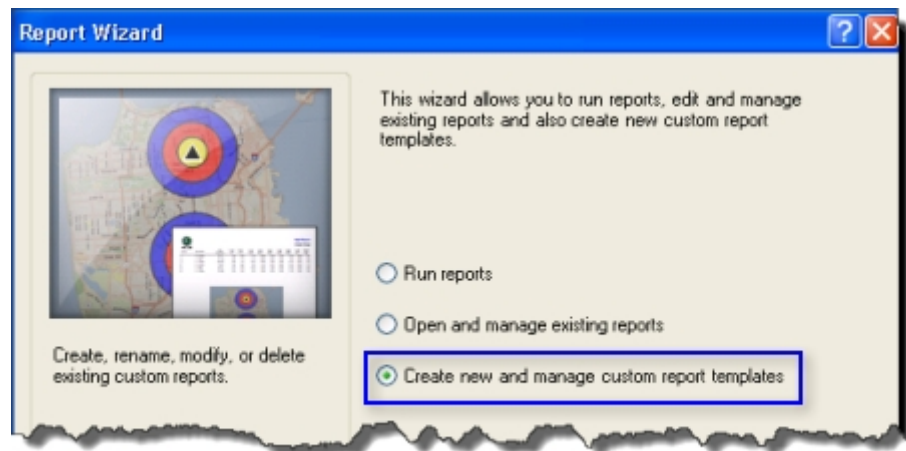 Report Wizard
This wizard allows you to run reports, edit and manage
existing reports and also create new custom report
templates.
Run reports
Open and manage existing reports
Create new and manage custom report templates
Create, rename, modify, or delete
existing custom reports.